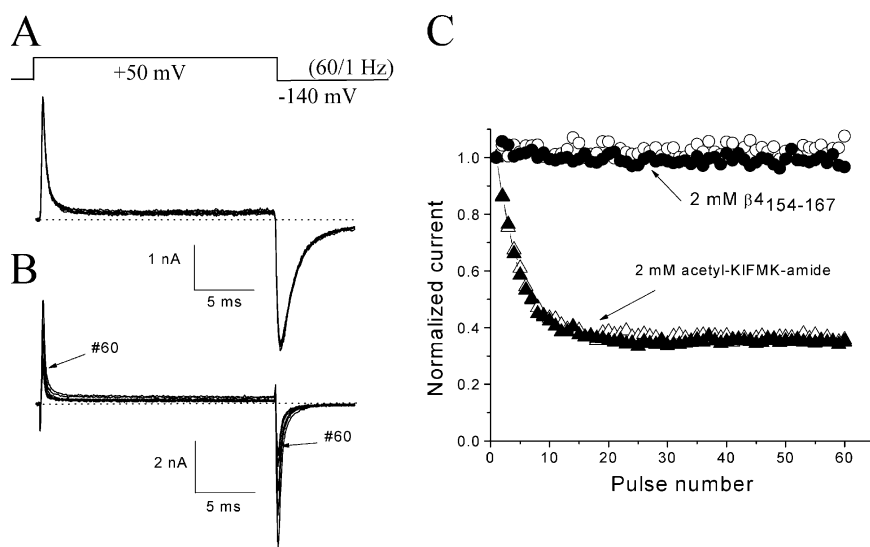 A
+50 mV
(60/1 Hz)
-140 mV
1 nA
5 ms
B
#60
#60
2 nA
5 ms
C
Normalized current
1.0
0.8
0.6
0.4
0.2
0.0
2 mM β4154-167
2 mM acetyl-KIFMK-amide
0 10 20 30 40 50 60
Pulse number